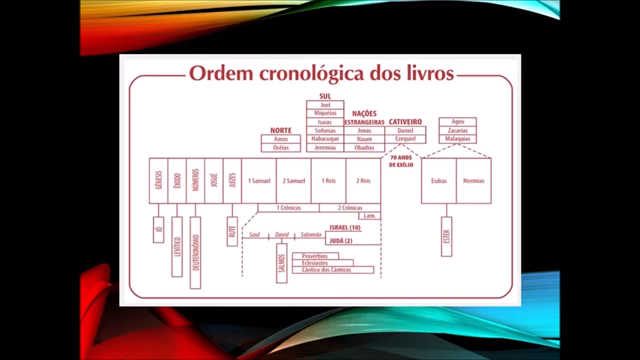 Ordem cronológica dos livros
SUL
Joel
Miquéias
Isaías
Sofonias
Habacuque
Jeremias
NORTE
Amos
Oséias
NAÇÕES
ESTRANGEIRAS
Jonas
Naum
Obadias
CATIVEIRO
Daniel
Ezequiel
70 ANOS
DE EXÍLIO
Ageu
Zacarias
Malaquias
GÊNESIS
ÊXODO
NÚMEROS
JOSUÉ
JUÍZES
1 Samuel
2 Samuel
1 Reis
2 Reis
Esdras
Neemias
1 Crônicas
2 Crônicas
Lam.
JÓ
LEVÍTICO
DEUTERONÔMIO
RUTE
Saul
Davi
Salomão
ISRAEL (10)
JUDÁ (2)
SALMOS
Provérbios
Eclesiastes
Cântico dos Cânticos
ESTER